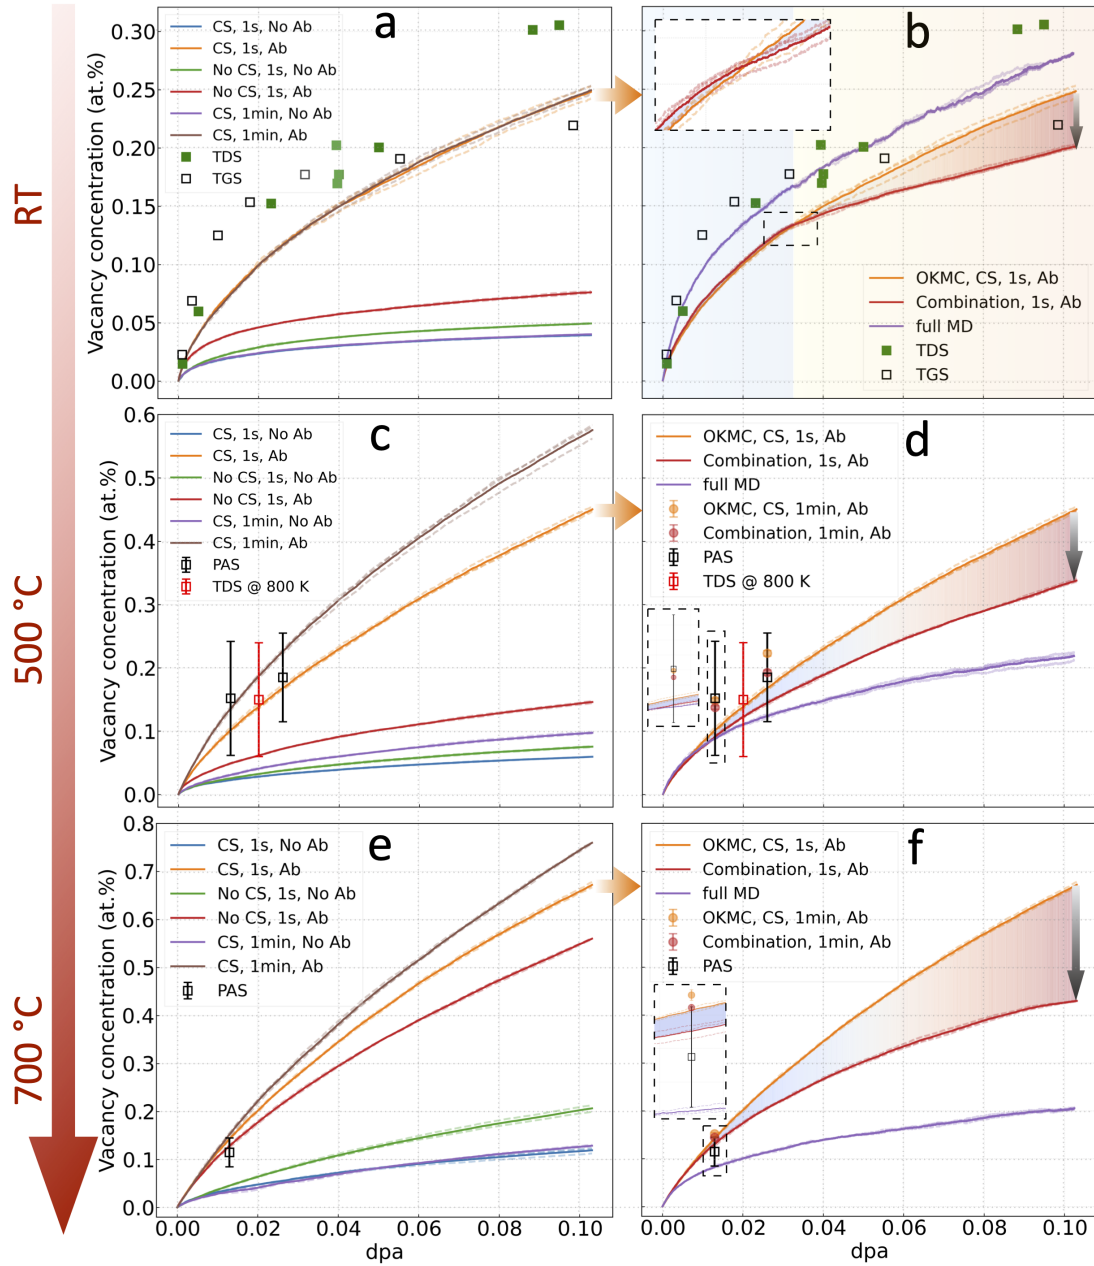 RT
500 °C
700 °C
a
Vacancy concentration (at.%)
0.30
0.25
0.20
0.15
0.10
0.05
0.00
CS, 1s, No Ab
CS, 1s, Ab
No CS, 1s, No Ab
No CS, 1s, Ab
CS, 1min, No Ab
CS, 1min, Ab
TDS
TGS
b
OKMC, CS, 1s, Ab
Combination, 1s, Ab
full MD
TDS
TGS
c
Vacancy concentration (at.%)
0.6
0.5
0.4
0.3
0.2
0.1
0.0
CS, 1s, No Ab
CS, 1s, Ab
No CS, 1s, No Ab
No CS, 1s, Ab
CS, 1min, No Ab
CS, 1min, Ab
PAS
TDS @ 800 K
d
OKMC, CS, 1s, Ab
Combination, 1s, Ab
full MD
OKMC, CS, 1min, Ab
Combination, 1min, Ab
PAS
TDS @ 800 K
e
Vacancy concentration (at.%)
0.8
0.7
0.6
0.5
0.4
0.3
0.2
0.1
0.0
CS, 1s, No Ab
CS, 1s, Ab
No CS, 1s, No Ab
No CS, 1s, Ab
CS, 1min, No Ab
CS, 1min, Ab
PAS
0.00 0.02 0.04 0.06 0.08 0.10
dpa
f
OKMC, CS, 1s, Ab
Combination, 1s, Ab
full MD
OKMC, CS, 1min, Ab
Combination, 1min, Ab
PAS
0.00 0.02 0.04 0.06 0.08 0.10
dpa